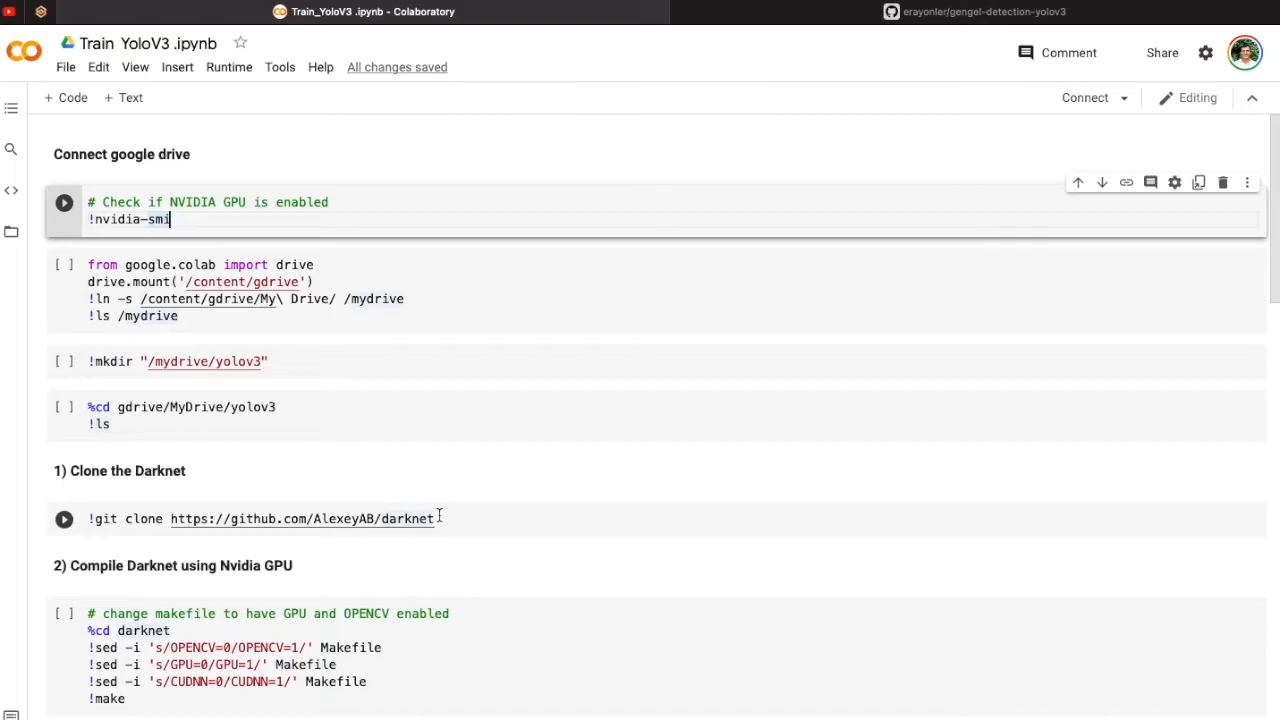 Train_YoloV3 .ipynb - Colaboratory
erayonler/gengel-detection-yolov3
Train_YoloV3 .ipynb
Comment
Share
File Edit View Insert Runtime Tools Help All changes saved
+ Code + Text
Connect
Editing
Connect google drive
# Check if NVIDIA GPU is enabled
!nvidia-smi
[ ] from google.colab import drive
drive.mount('/content/gdrive')
!ln -s /content/gdrive/My\ Drive/ /mydrive
!ls /mydrive
[ ] !mkdir "/mydrive/yolov3"
[ ] %cd gdrive/MyDrive/yolov3
!ls
1) Clone the Darknet
!git clone https://github.com/AlexeyAB/darknet
2) Compile Darknet using Nvidia GPU
[ ] # change makefile to have GPU and OPENCV enabled
%cd darknet
!sed -i 's/OPENCV=0/OPENCV=1/' Makefile
!sed -i 's/GPU=0/GPU=1/' Makefile
!sed -i 's/CUDNN=0/CUDNN=1/' Makefile
!make